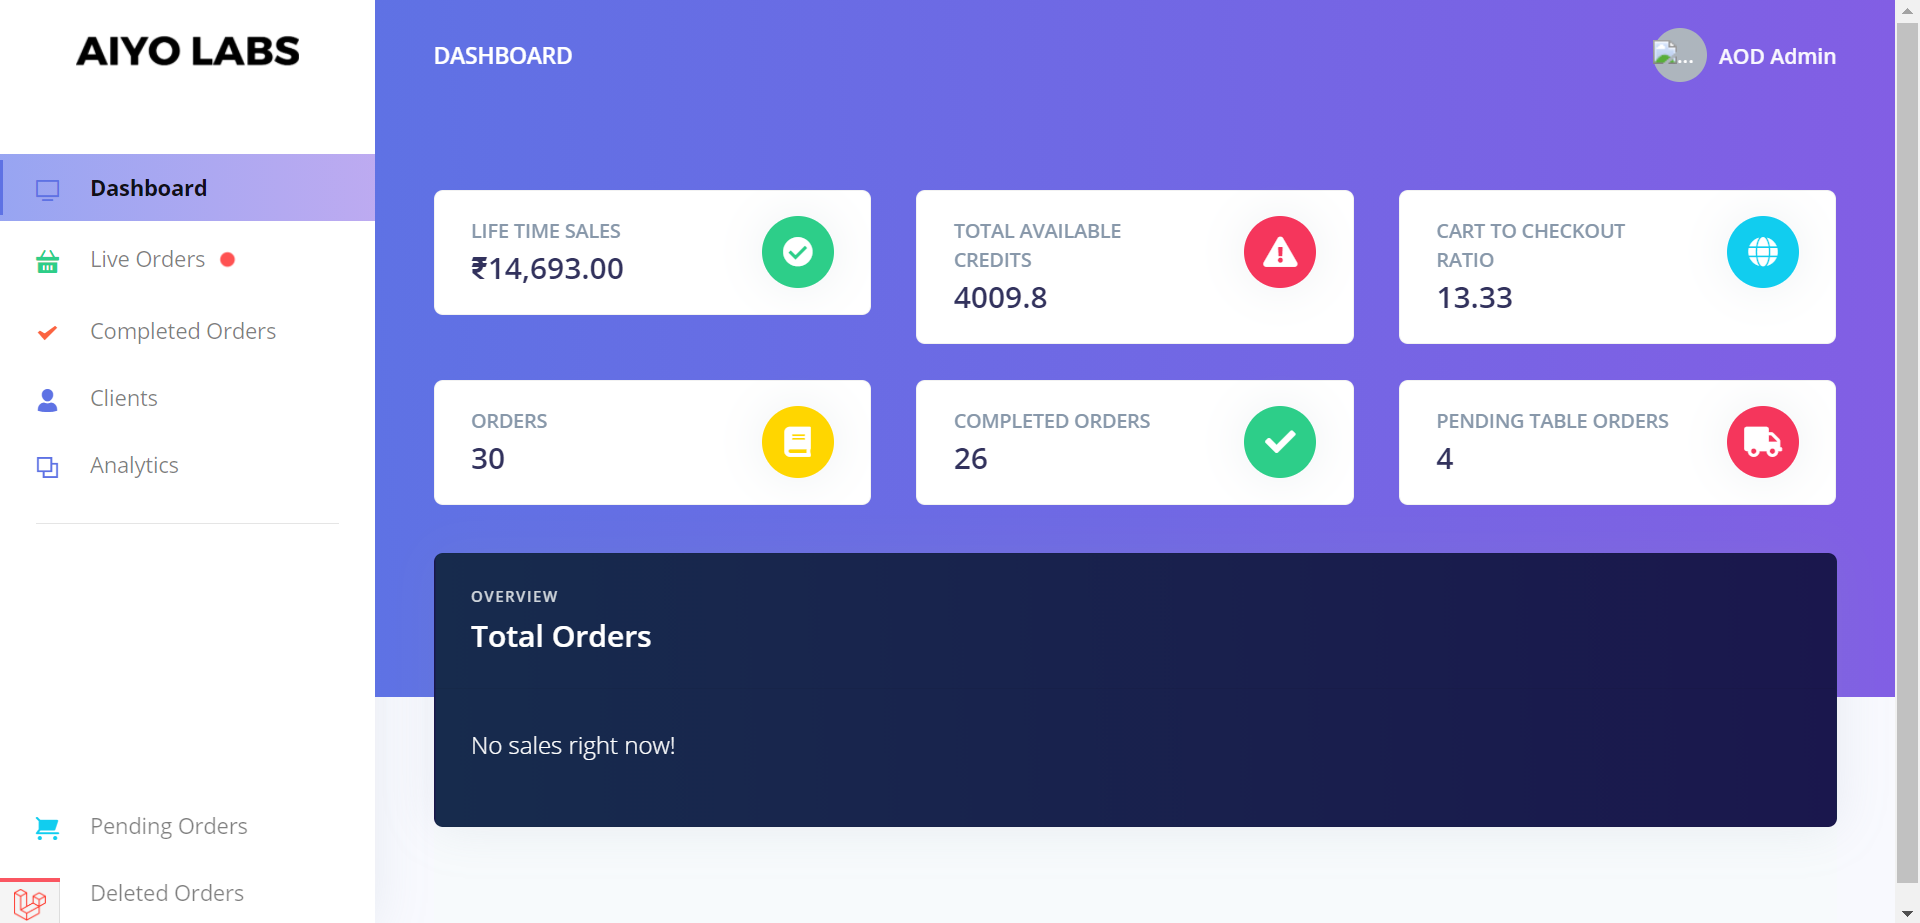 AIYO LABS
Dashboard
Live Orders
Completed Orders
Clients
Analytics
Pending Orders
Deleted Orders
DASHBOARD
...
AOD Admin
LIFE TIME SALES
₹14,693.00
TOTAL AVAILABLE
CREDITS
4009.8
CART TO CHECKOUT
RATIO
13.33
ORDERS
30
COMPLETED ORDERS
26
PENDING TABLE ORDERS
4
OVERVIEW
Total Orders
No sales right now!